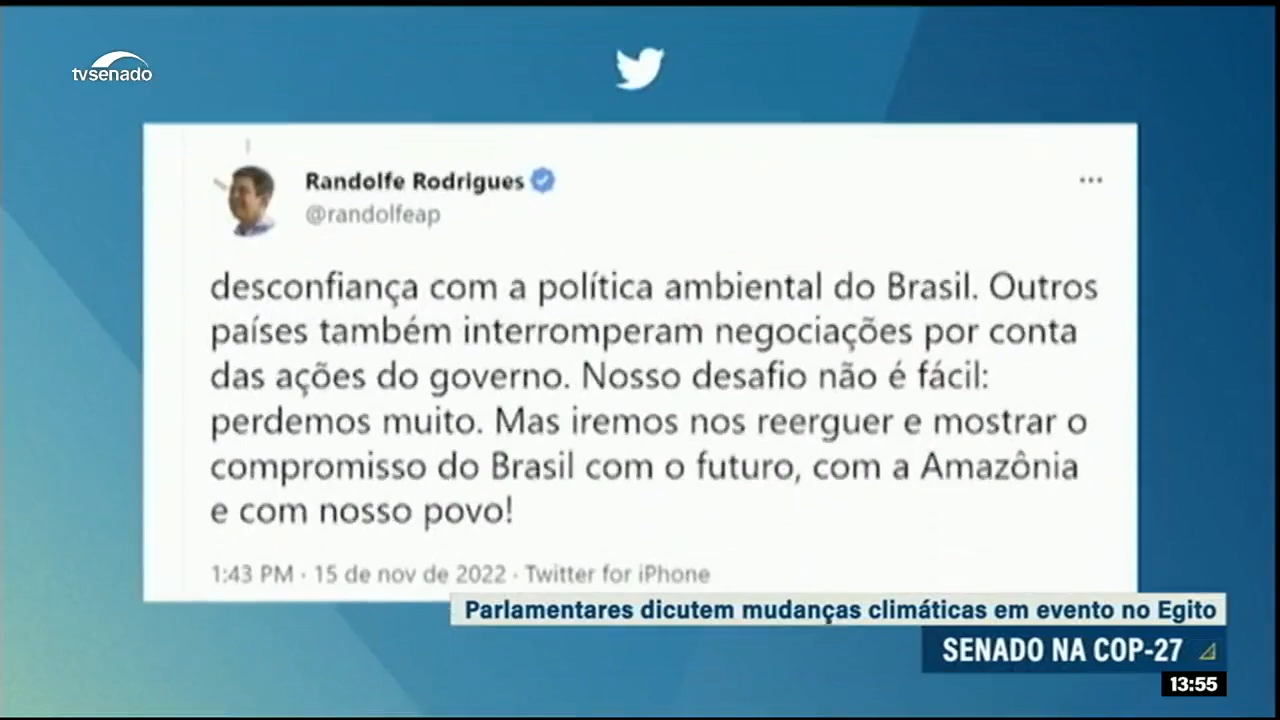 tvsenado
Randolfe Rodrigues
@randolfeap
desconfiança com a política ambiental do Brasil. Outros
países também interromperam negociações por conta
das ações do governo. Nosso desafio não é fácil:
perdemos muito. Mas iremos nos reerguer e mostrar o
compromisso do Brasil com o futuro, com a Amazônia
e com nosso povo!
1:43 PM · 15 de nov de 2022 · Twitter for iPhone
Parlamentares dicutem mudanças climáticas em evento no Egito
SENADO NA COP-27
13:55